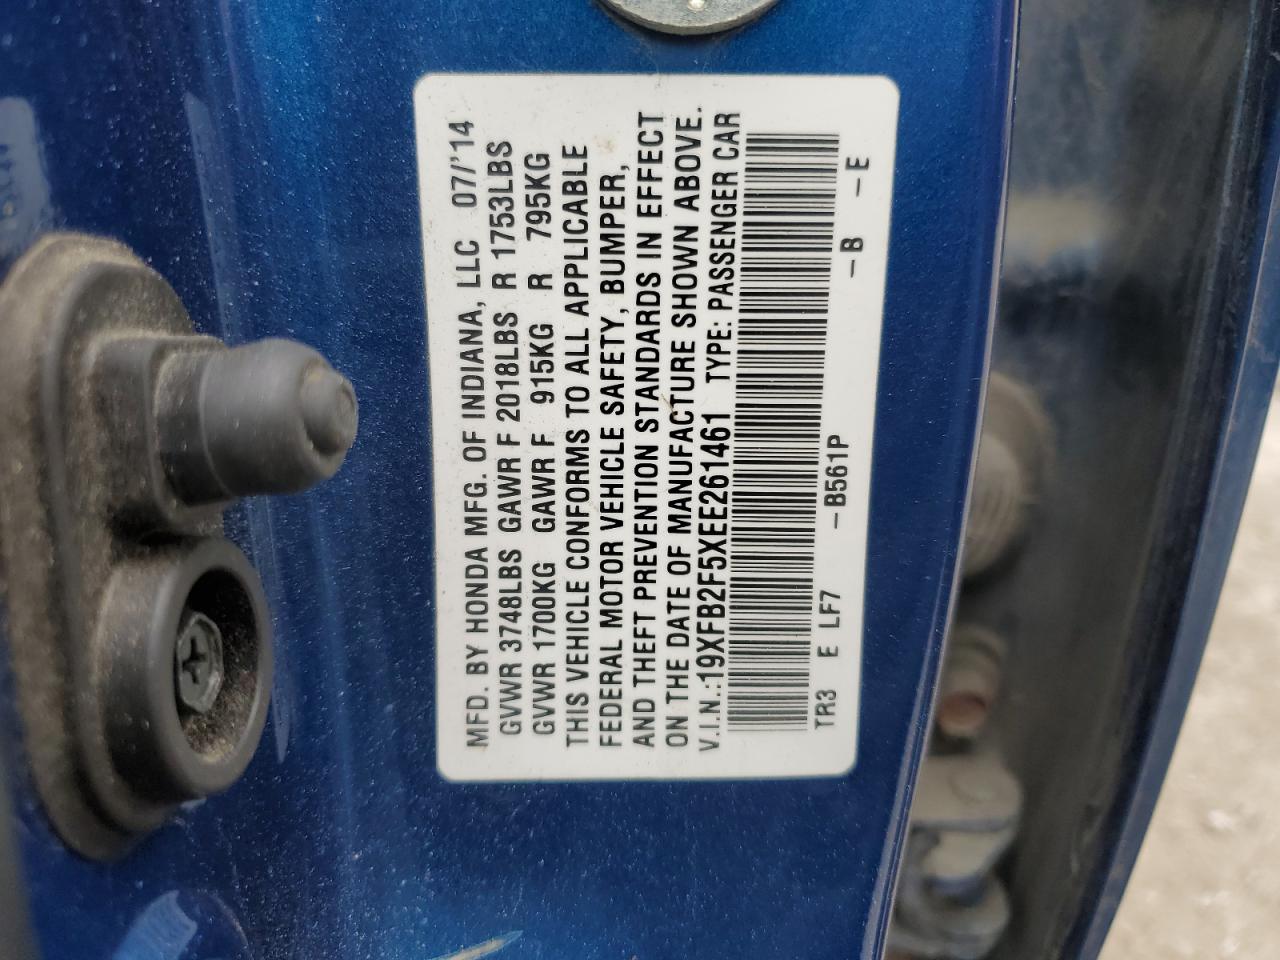 MFD. BY HONDA MFG. OF INDIANA, LLC 07/'14
GVWR 3748LBS GAWR F 2018LBS R 1753LBS
GVWR 1700KG GAWR F 915KG R 795KG
THIS VEHICLE CONFORMS TO ALL APPLICABLE
FEDERAL MOTOR VEHICLE SAFETY, BUMPER,
AND THEFT PREVENTION STANDARDS IN EFFECT
ON THE DATE OF MANUFACTURE SHOWN ABOVE.
V.I.N.:19XFB2F5XEE261461 TYPE: PASSENGER CAR
TR3 E LF7 -B561P -B -E